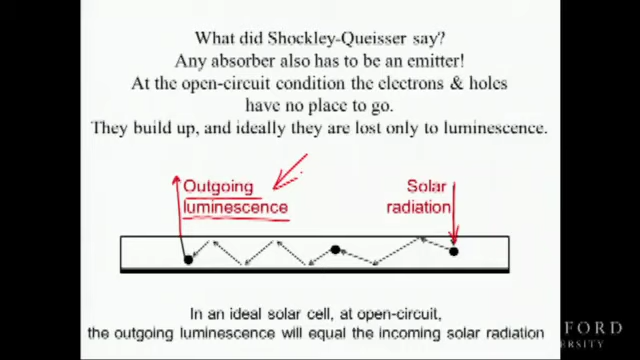 What did Shockley-Queisser say?
Any absorber also has to be an emitter!
At the open-circuit condition the electrons & holes
have no place to go.
They build up, and ideally they are lost only to luminescence.
Outgoing
luminescence
Solar
radiation
In an ideal solar cell, at open-circuit,
the outgoing luminescence will equal the incoming solar radiation
FORD
ERSITY